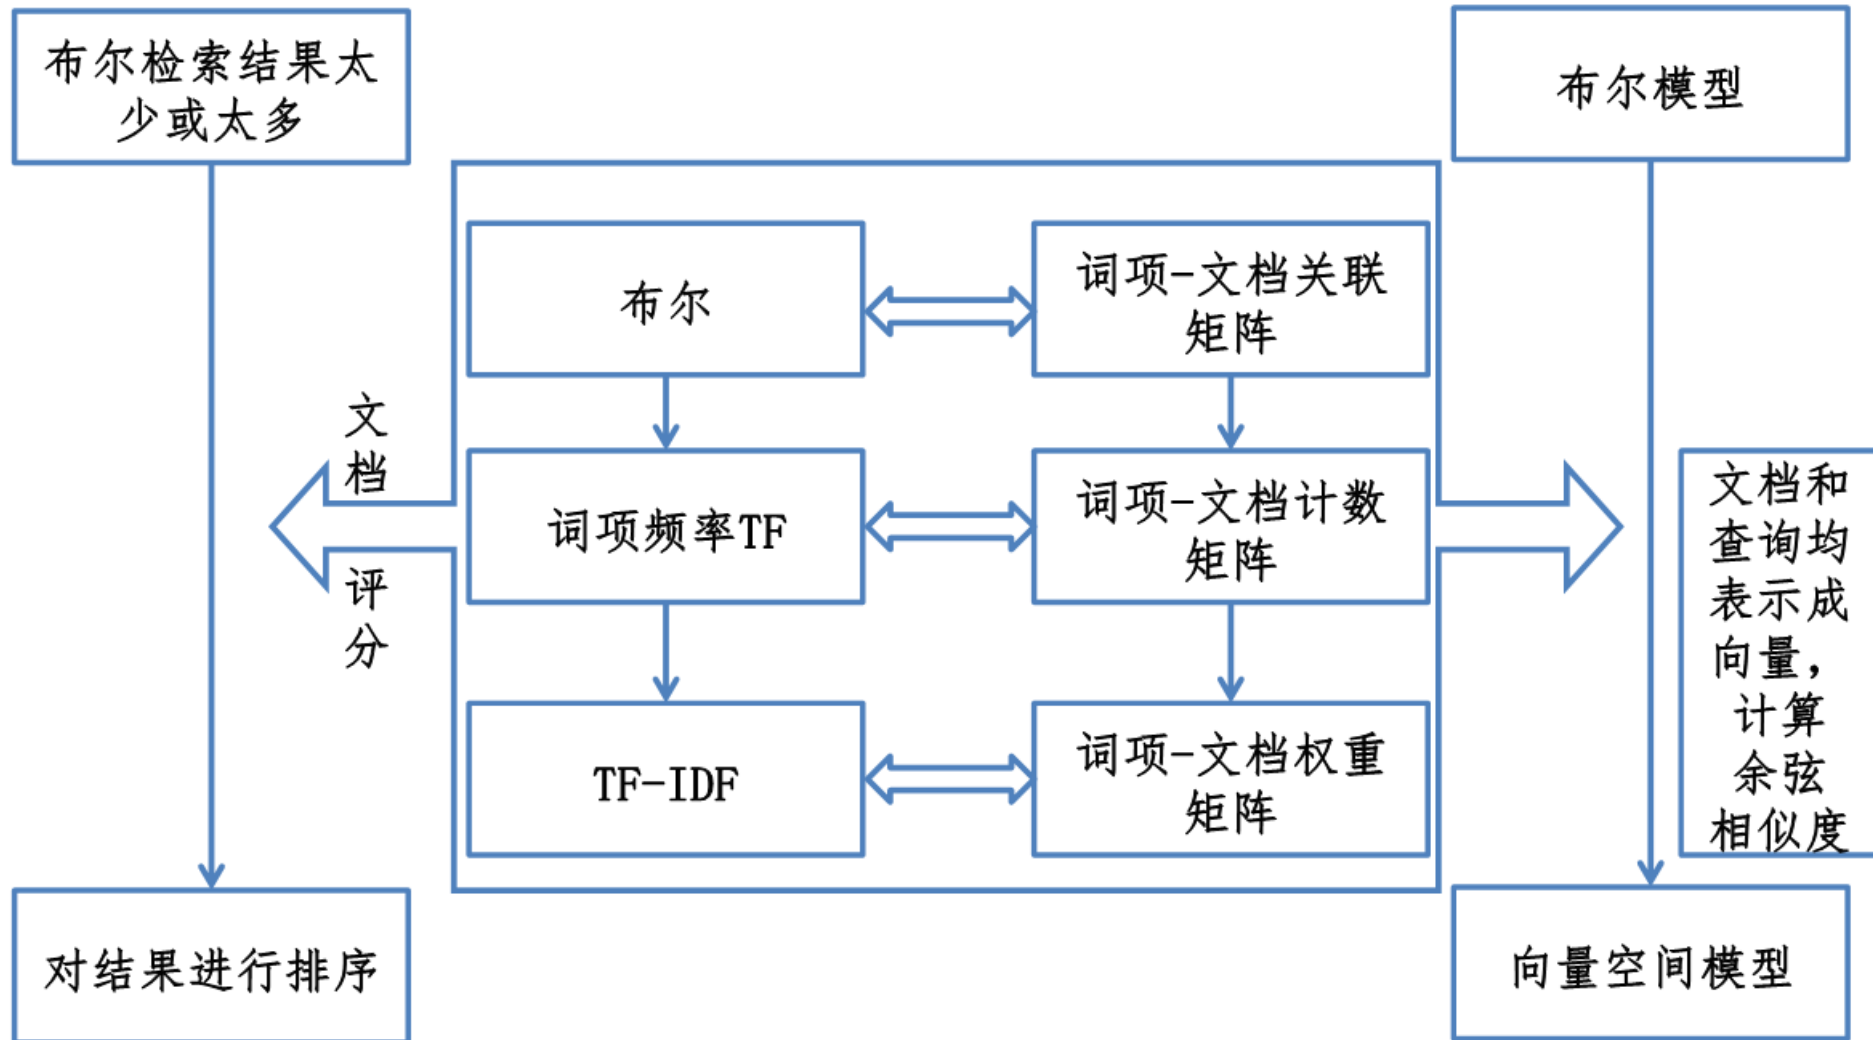 布尔检索结果太
少或太多
布尔模型
布尔
词项-文档关联
矩阵
文
档
评
分
词项频率TF
词项-文档计数
矩阵
文档和
查询均
表示成
向量，
计算
余弦
相似度
TF-IDF
词项-文档权重
矩阵
对结果进行排序
向量空间模型